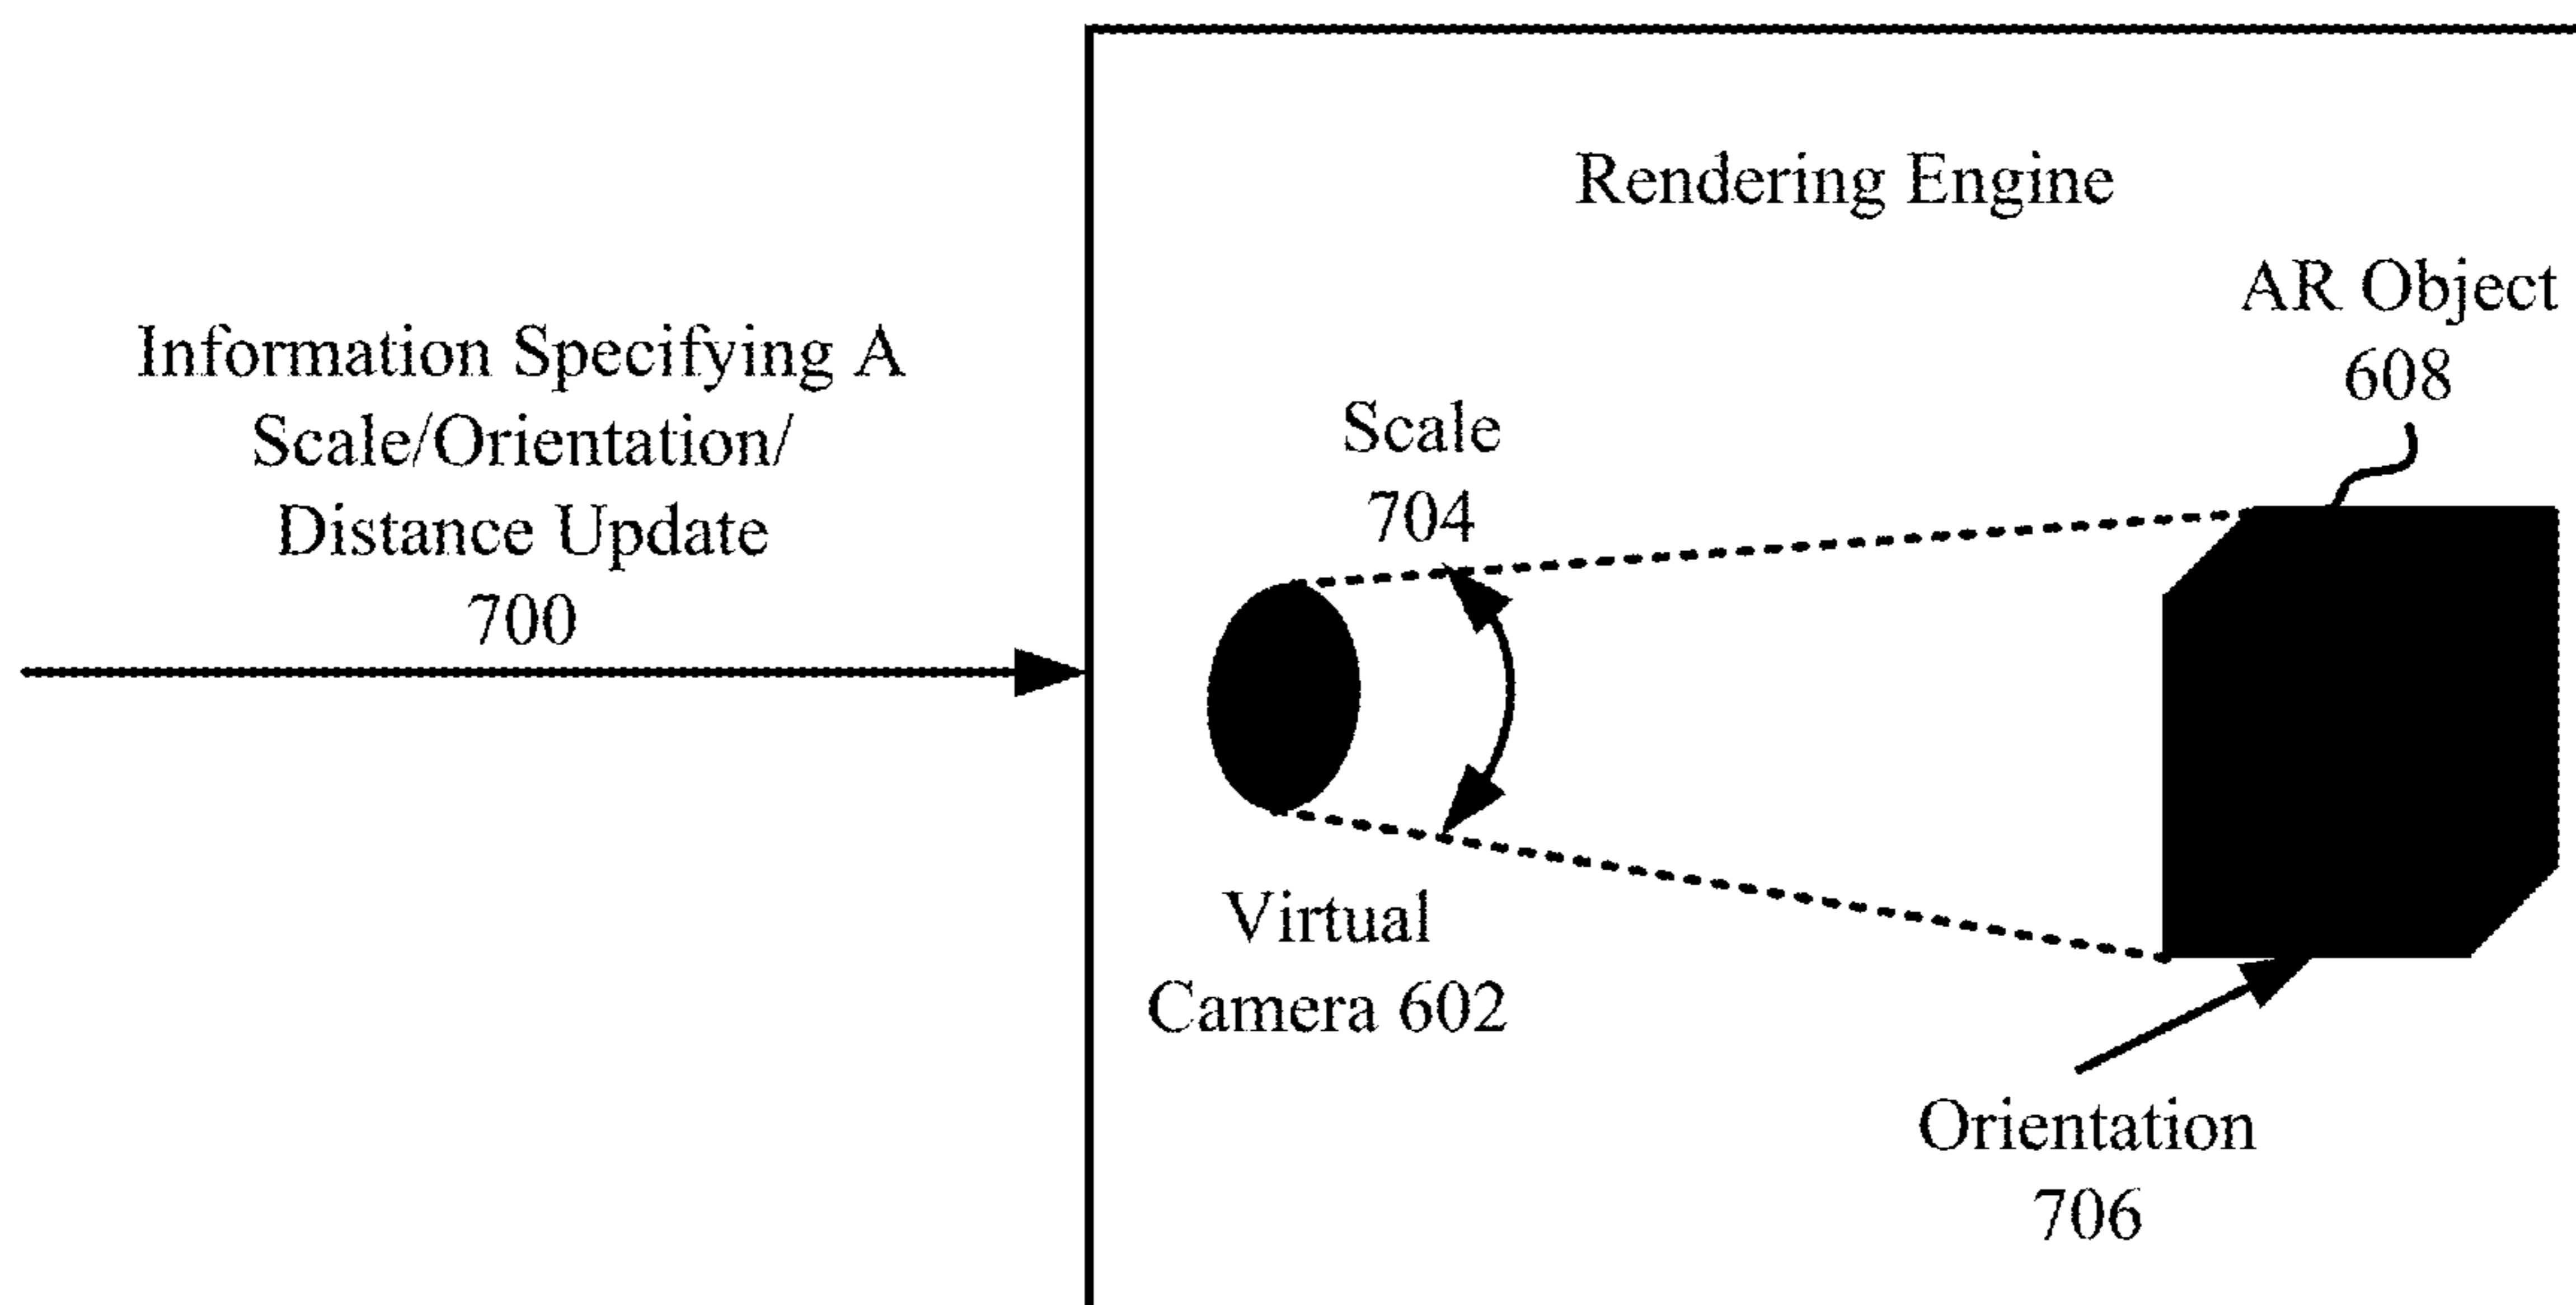 Rendering Engine
AR Object
608
Information Specifying A
Scale/Orientation/
Distance Update
700
Scale
704
Virtual
Camera 602
Orientation
706